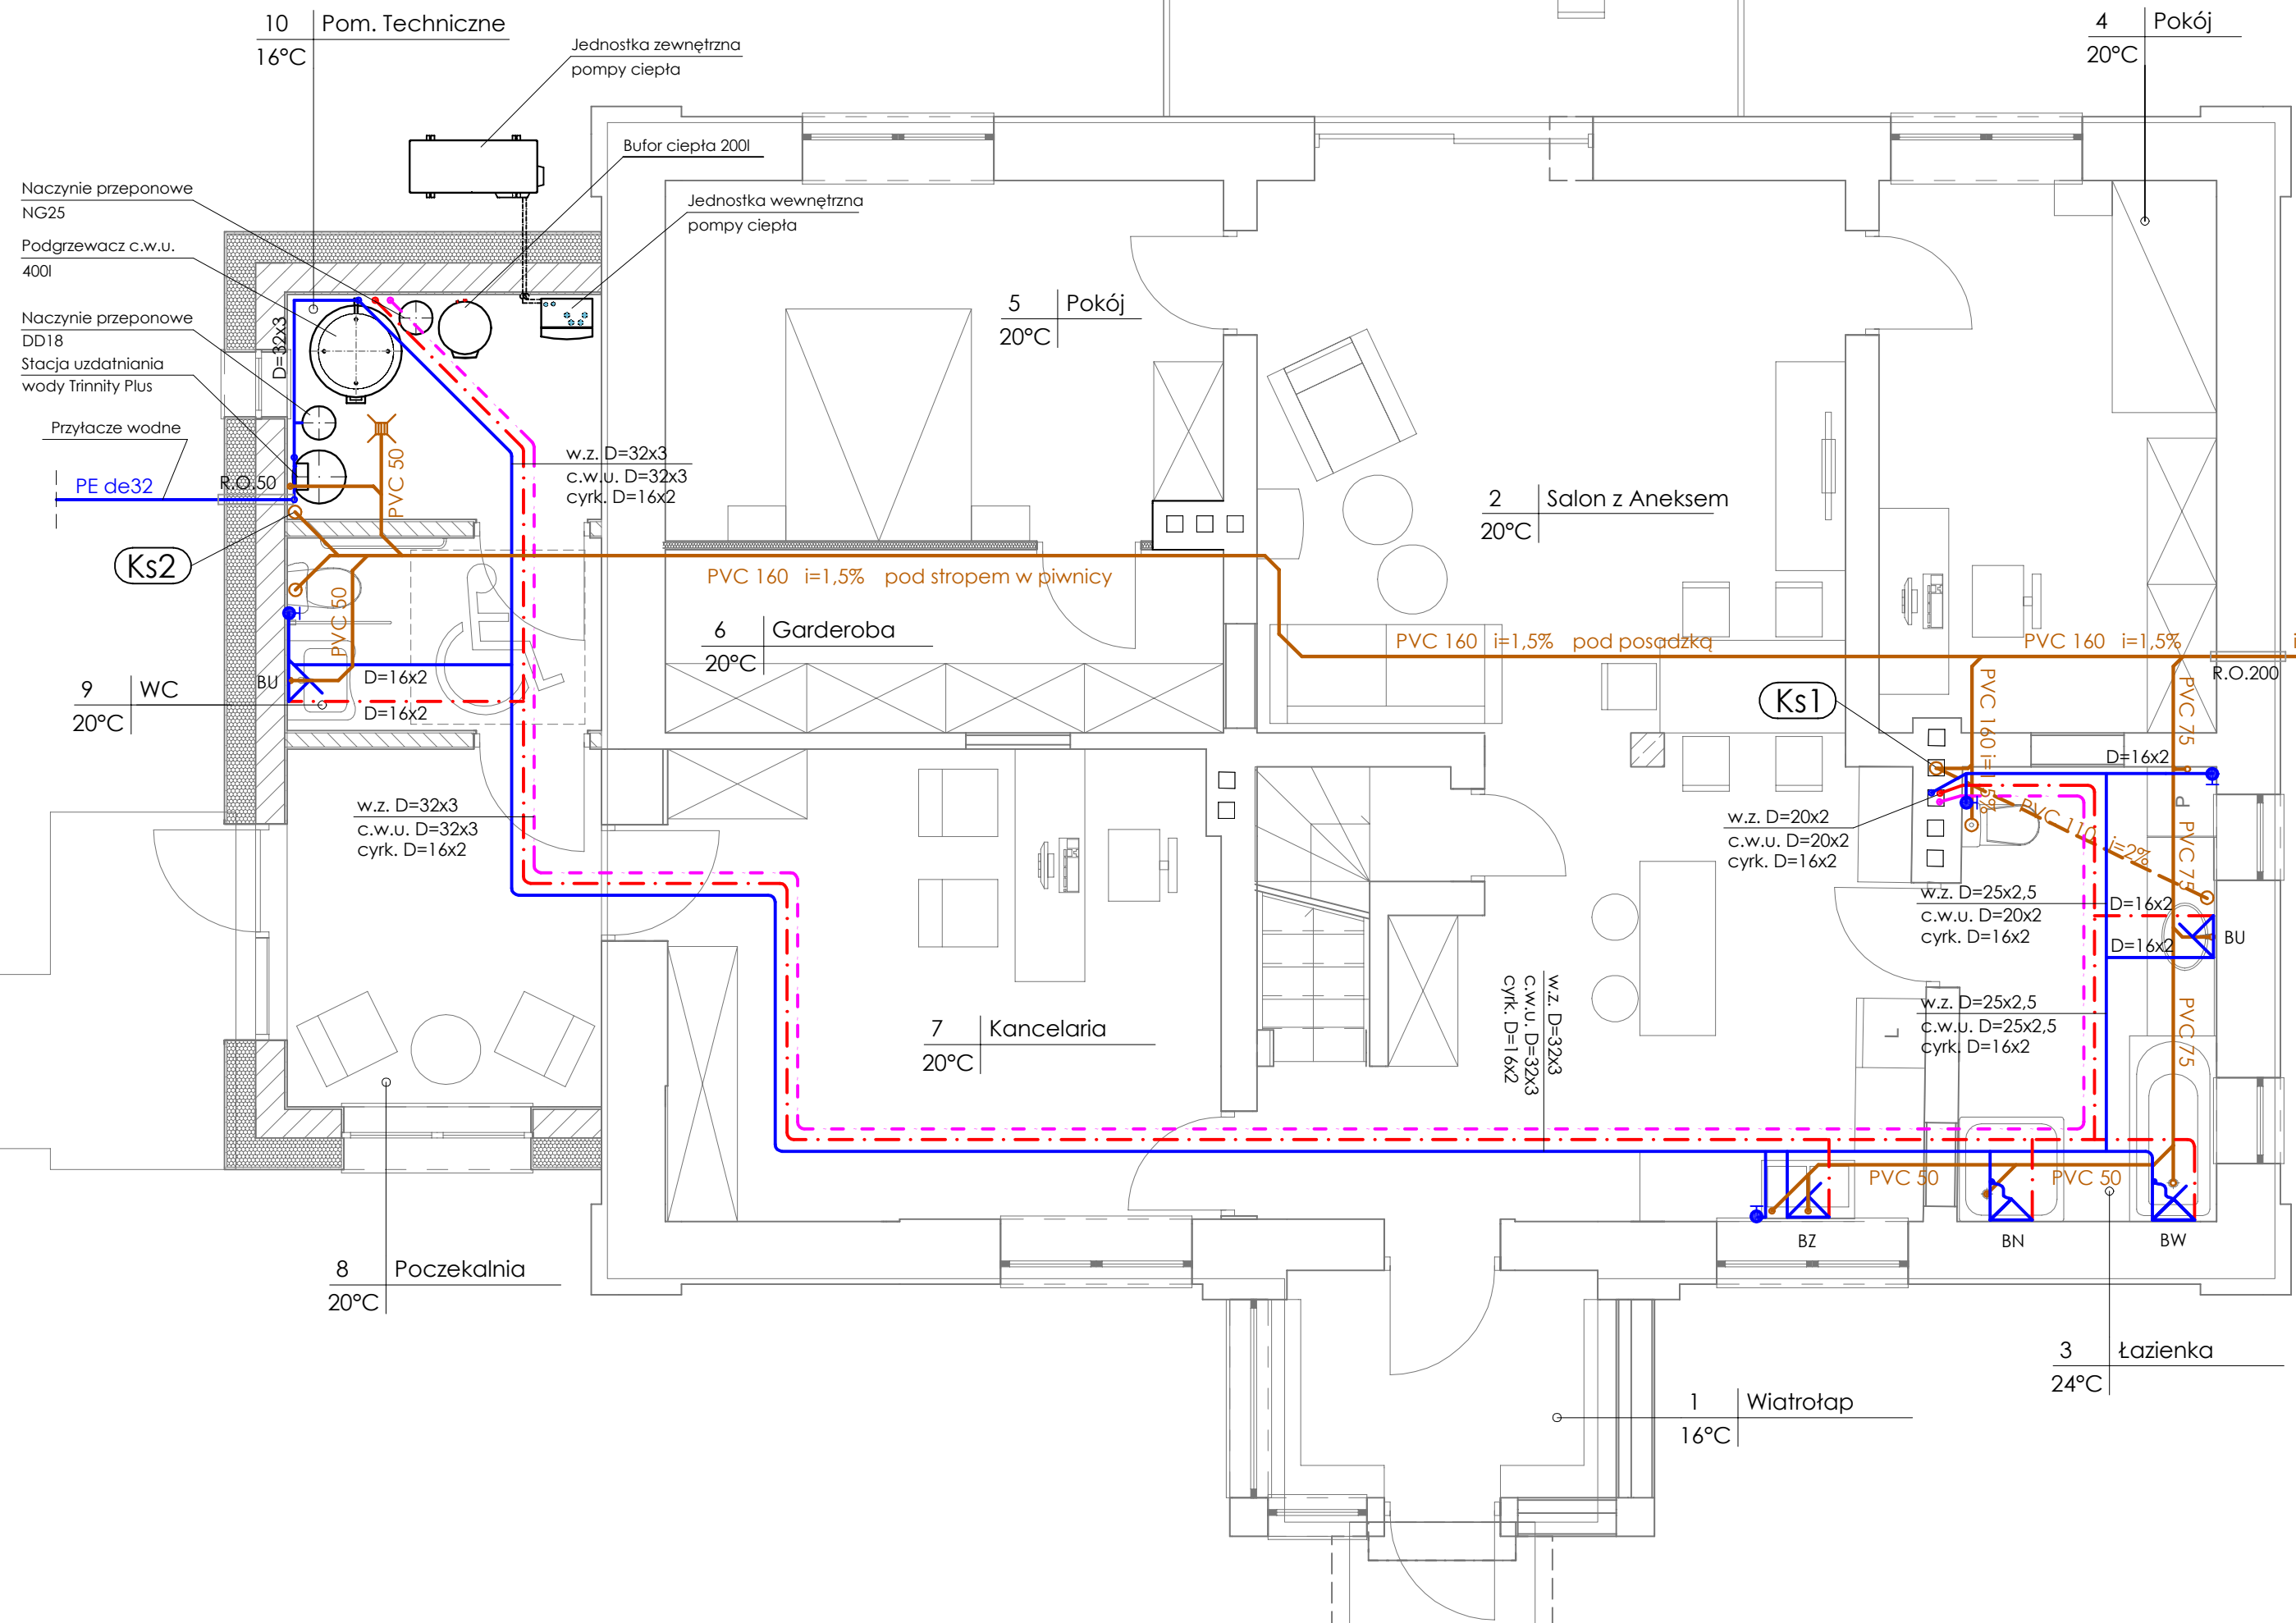 10 Pom. Techniczne
16°C
Jednostka zewnętrzna
pompy ciepła
4 Pokój
20°C
Bufor ciepła 200l
Naczynie przeponowe
NG25
Jednostka wewnętrzna
pompy ciepła
Podgrzewacz c.w.u.
400l
Naczynie przeponowe
DD18
Stacja uzdatniania
wody Trinnity Plus
D=32x3
5 Pokój
20°C
Przyłacze wodne
PE de32
R.O.50
PVC 50
w.z. D=32x3
c.w.u. D=32x3
cyrk. D=16x2
2 Salon z Aneksem
20°C
Ks2
PVC 160 i=1,5% pod stropem w piwnicy
PVC 50
6 Garderoba
20°C
PVC 160 i=1,5% pod posadzką
PVC 160 i=1,5%
R.O.200
BU
D=16x2
D=16x2
9 WC
20°C
Ks1
PVC 160 i=1,5%
PVC 75
D=16x2
w.z. D=32x3
c.w.u. D=32x3
cyrk. D=16x2
w.z. D=20x2
c.w.u. D=20x2
cyrk. D=16x2
P
PVC 110 i=2%
PVC 75
w.z. D=25x2,5
c.w.u. D=20x2
cyrk. D=16x2
D=16x2
D=16x2
BU
7 Kancelaria
20°C
w.z. D=32x3
c.w.u. D=32x3
cyrk. D=16x2
w.z. D=25x2,5
c.w.u. D=25x2,5
cyrk. D=16x2
L
PVC 75
PVC 50
PVC 50
BZ
BN
BW
8 Poczekalnia
20°C
3 Łazienka
24°C
1 Wiatrołap
16°C